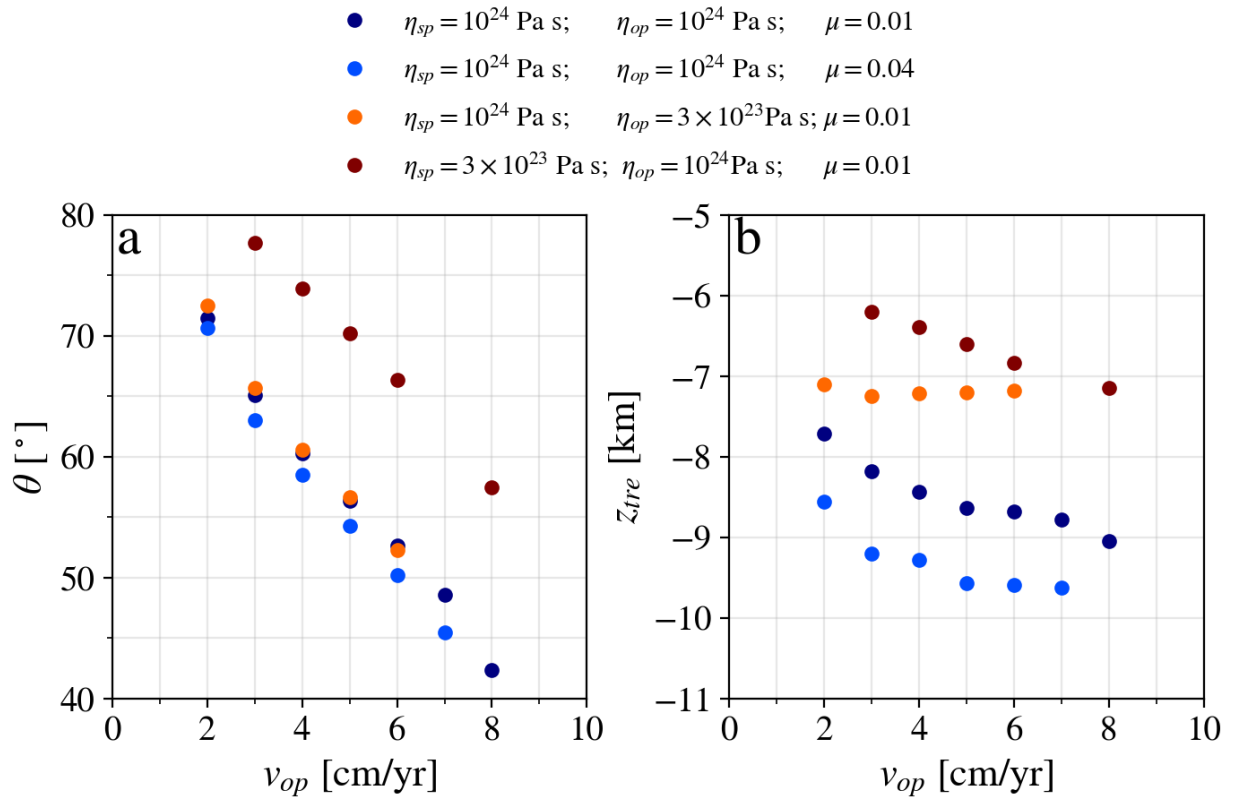 η_sp = 10^24 Pa s; η_op = 10^24 Pa s; μ = 0.01
η_sp = 10^24 Pa s; η_op = 10^24 Pa s; μ = 0.04
η_sp = 10^24 Pa s; η_op = 3 × 10^23 Pa s; μ = 0.01
η_sp = 3 × 10^23 Pa s; η_op = 10^24 Pa s; μ = 0.01
a
80
70
60
50
40
θ [°]
0 2 4 6 8 10
v_op [cm/yr]
b
−5
−6
−7
−8
−9
−10
−11
z_tre [km]
0 2 4 6 8 10
v_op [cm/yr]